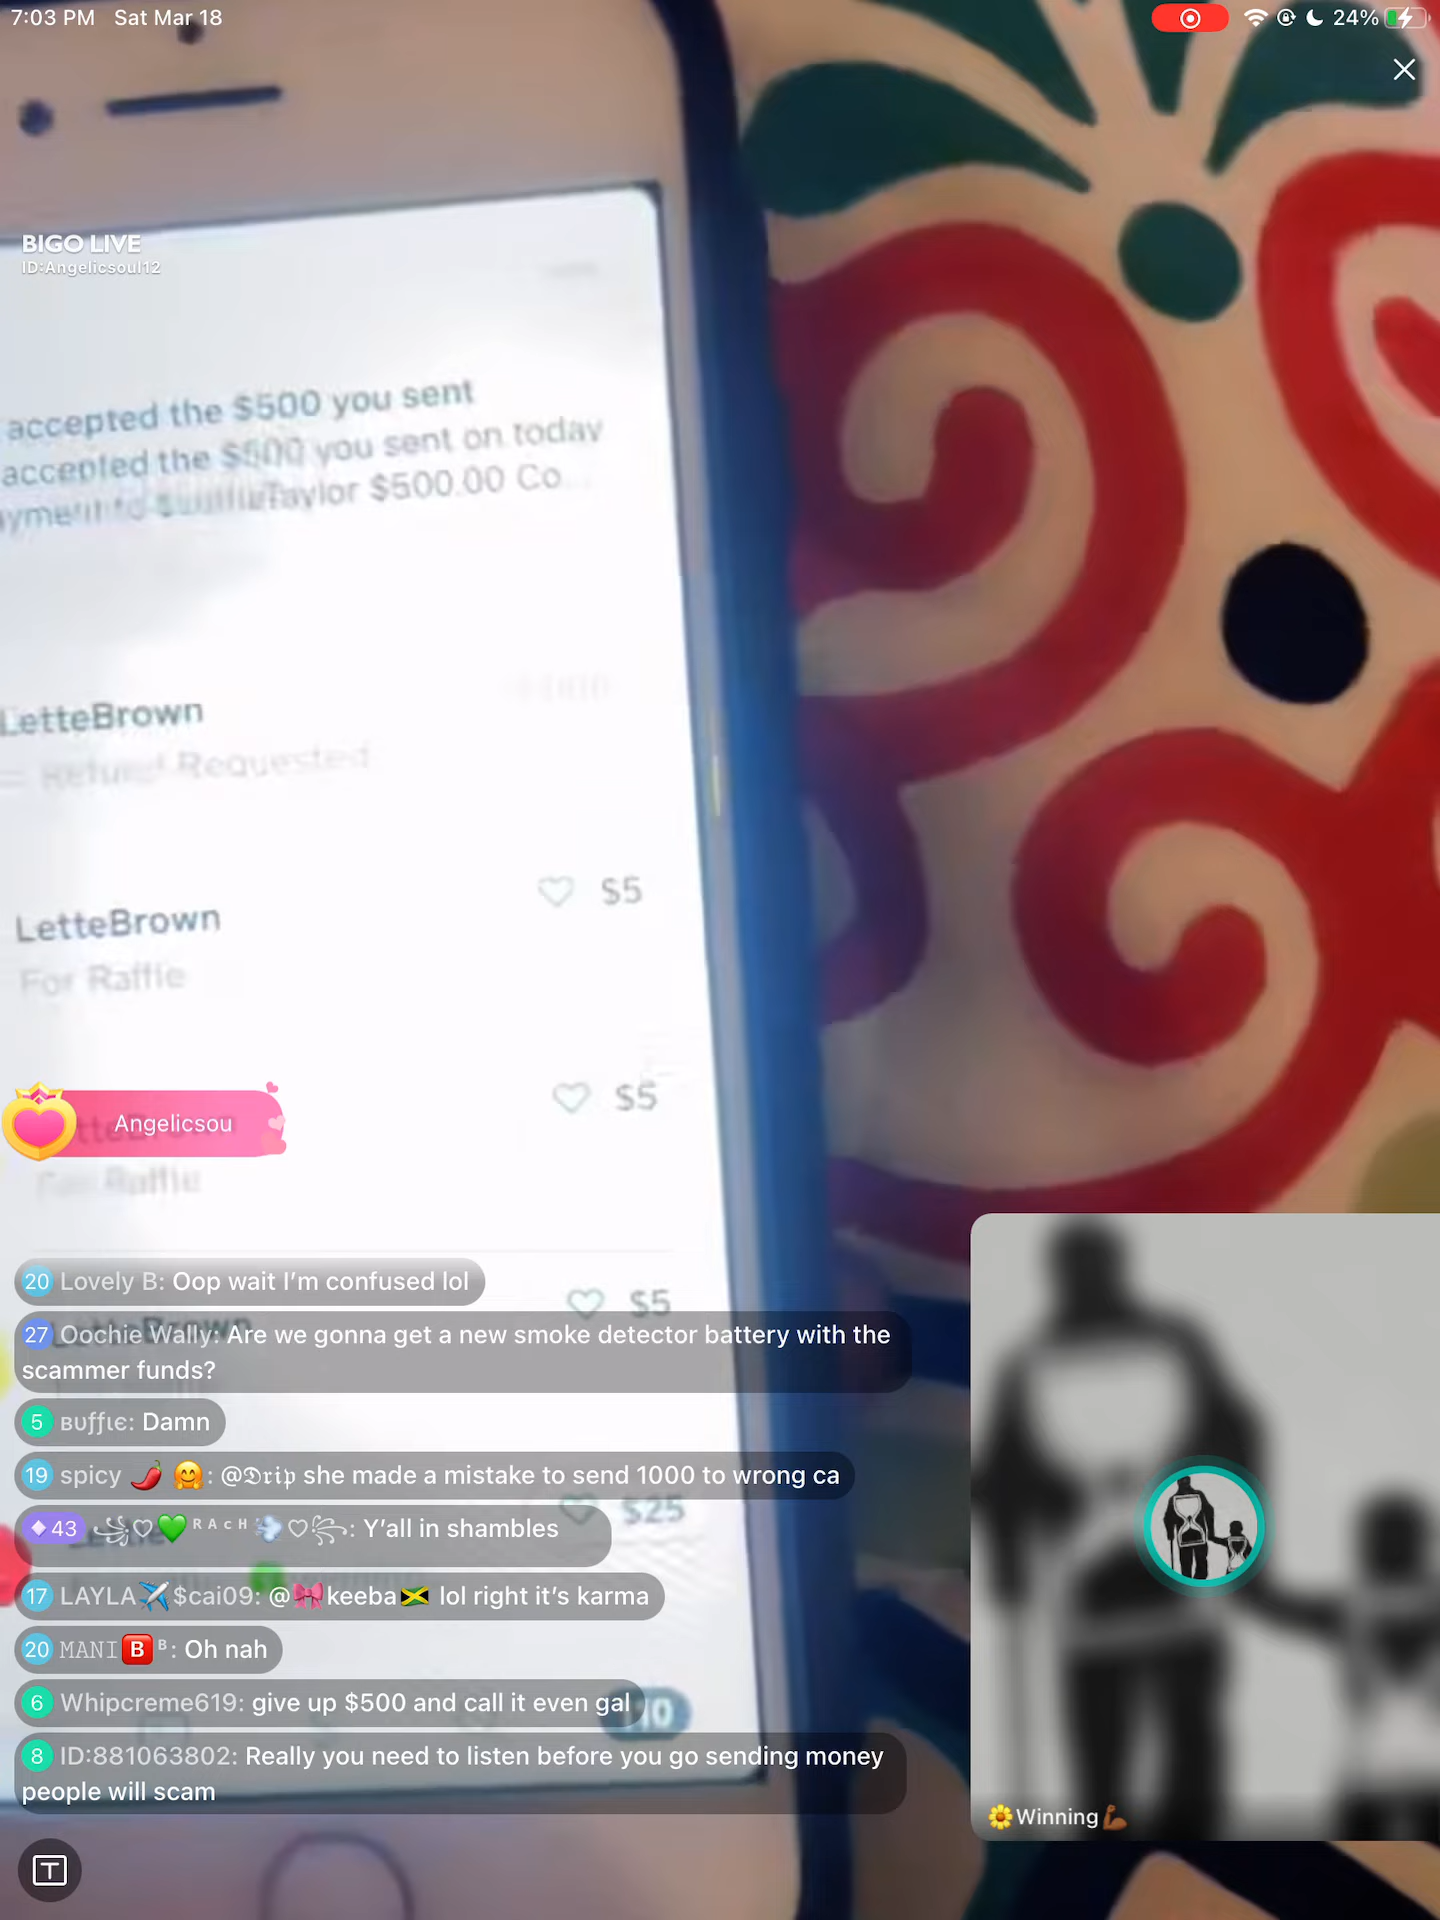 7:03 PM Sat Mar 18
24%
BIGO LIVE
ID:Angelicsoul12
accepted the $500 you sent
accepted the $500 you sent on today
Taylor $500.00 Co...
LetteBrown
Refund Requested
$5
LetteBrown
For Raffle
$5
Angelicsou
Raffle
20 Lovely B: Oop wait I'm confused lol
$5
27 Oochie Wally: Are we gonna get a new smoke detector battery with the
scammer funds?
5 ʙυƒƒιє: Damn
19 spicy 🌶️ 🤗: @𝔇𝔯𝔦𝔭 she made a mistake to send 1000 to wrong ca
$25
43 ꧁♡💚ᴿᴬᶜᴴ💨♡꧂: Y'all in shambles
17 LAYLA✈️$cai09: @🎀keeba🇯🇲 lol right it's karma
20 𝙼𝙰𝙽𝙸🅱️ᴮ: Oh nah
6 Whipcreme619: give up $500 and call it even gal
8 ID:881063802: Really you need to listen before you go sending money
people will scam
🌼Winning💪🏾
T